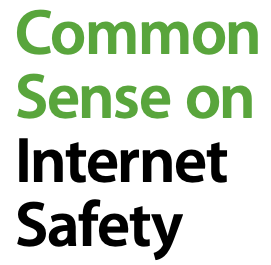 Common
Sense on
Internet
Safety